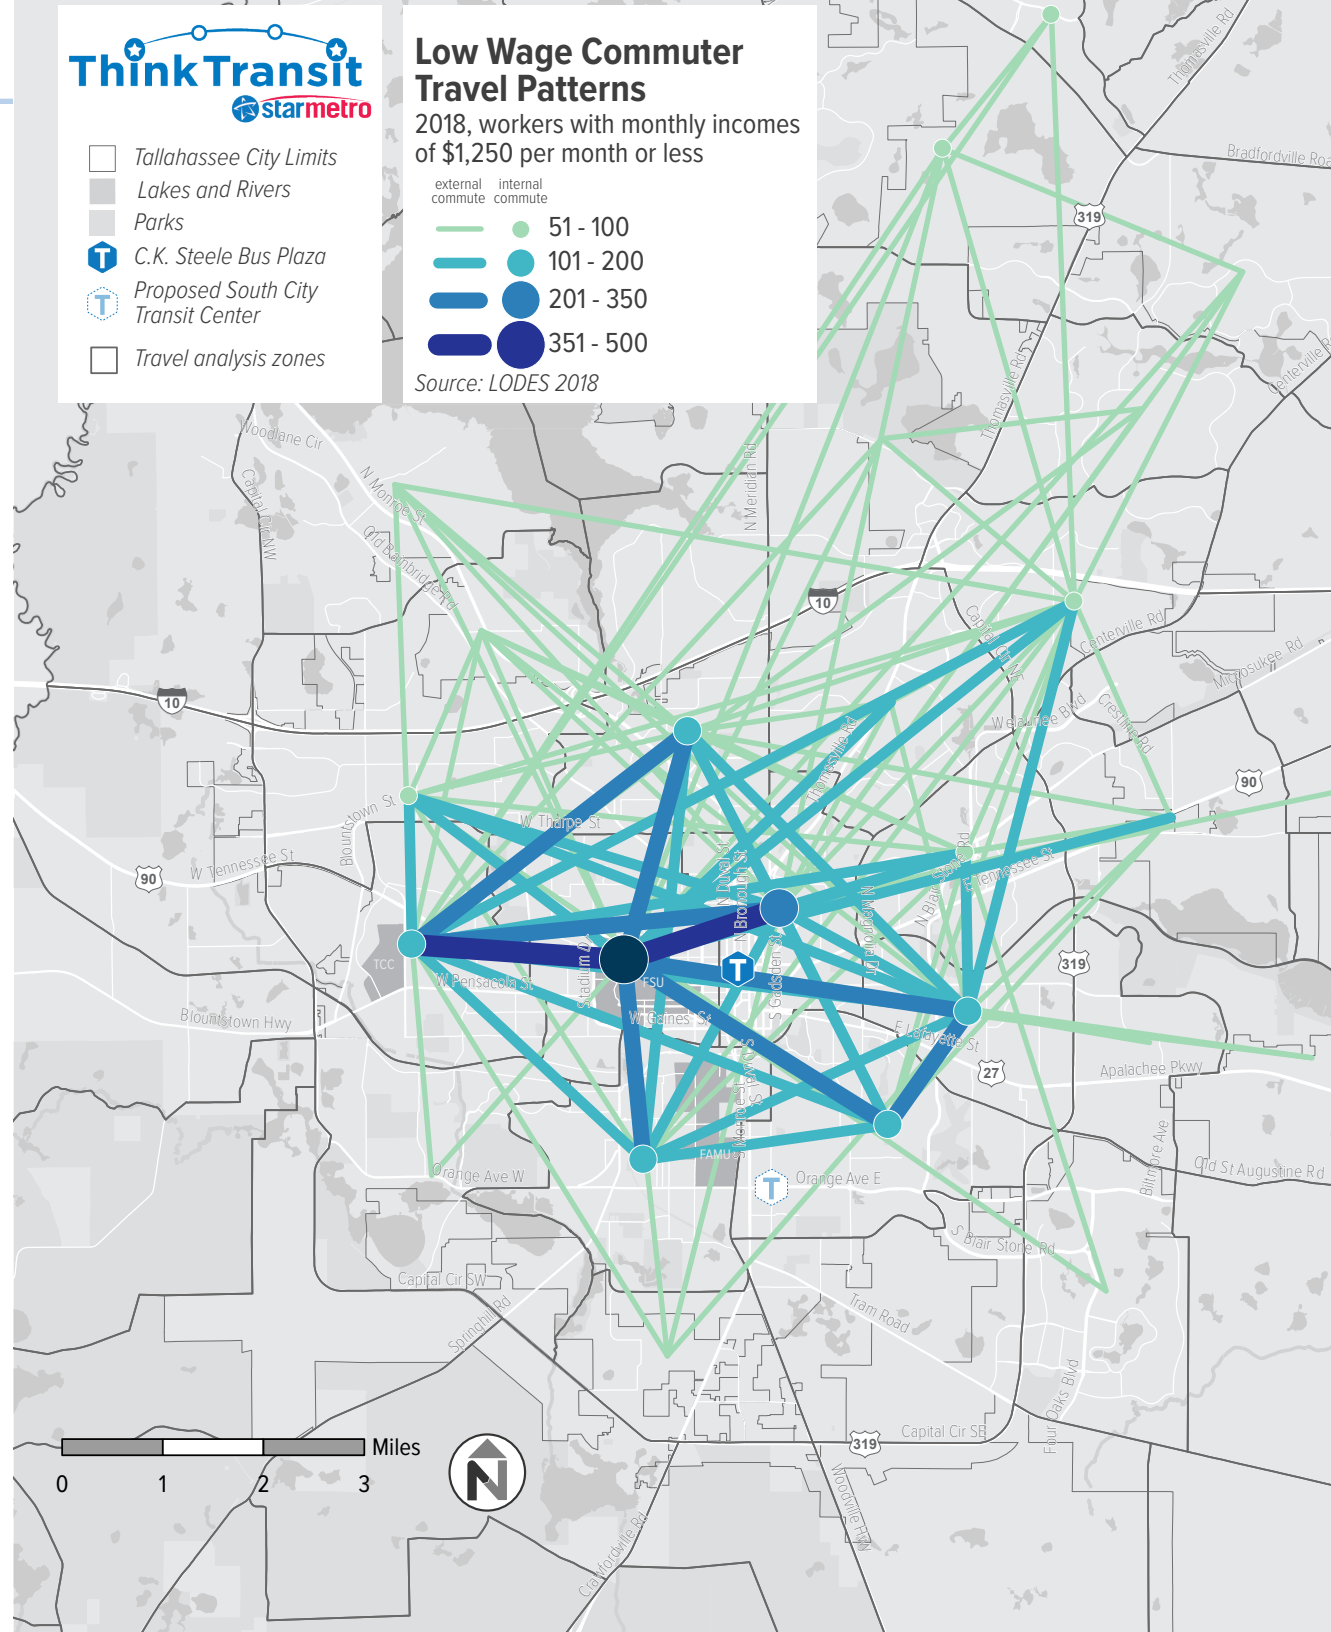 ThinkTransit
starmetro
Tallahassee City Limits
Lakes and Rivers
Parks
T
C.K. Steele Bus Plaza
T
Proposed South City
Transit Center
Travel analysis zones
Low Wage Commuter
Travel Patterns
2018, workers with monthly incomes
of $1,250 per month or less
external
commute
internal
commute
51 - 100
101 - 200
201 - 350
351 - 500
Source: LODES 2018
Thomasville Rd
Bradfordville Roa
319
Centerville R
Thomasville Rd
Woodlane Cir
N Monroe St
Capital Cir NW
Old Bainbridge Rd
N Meridian Rd
10
Capital Cir NE
Centerville Rd
Miccosukee Rd
10
Welaunee Blvd
Crestline Rd
Thomasville Rd
90
Blountstown St
W Tharpe St
W Tennessee St
90
N Duval St
N Bronough St
N Magnolia Dr
N Blair Stone Rd
E Tennessee St
TCC
W Pensacola St
Stadium Dr
FSU
T
S Gadsden St
319
Blountstown Hwy
W Gaines St
E Lafayette St
27
Apalachee Pkwy
S Monroe St
FAMU
T
Orange Ave E
Orange Ave W
Biltmore Ave
Old St Augustine Rd
S Blair Stone Rd
Capital Cir SW
Springhill Rd
Tram Road
Four Oaks Blvd
Capital Cir SE
319
Woodville Hwy
Crawfordville Rd
Miles
0 1 2 3
N